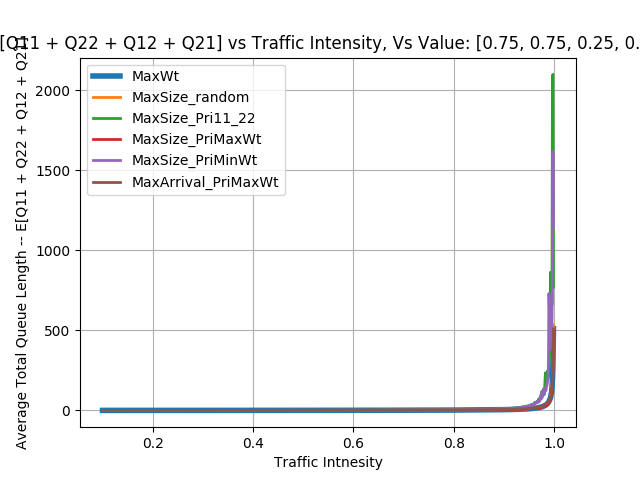 [Q11 + Q22 + Q12 + Q21] vs Traffic Intensity, Vs Value: [0.75, 0.75, 0.25, 0.
Average Total Queue Length -- E[Q11 + Q22 + Q12 + Q21]
2000
1500
1000
500
0
MaxWt
MaxSize_random
MaxSize_Pri11_22
MaxSize_PriMaxWt
MaxSize_PriMinWt
MaxArrival_PriMaxWt
0.2
0.4
0.6
0.8
1.0
Traffic Intnesity